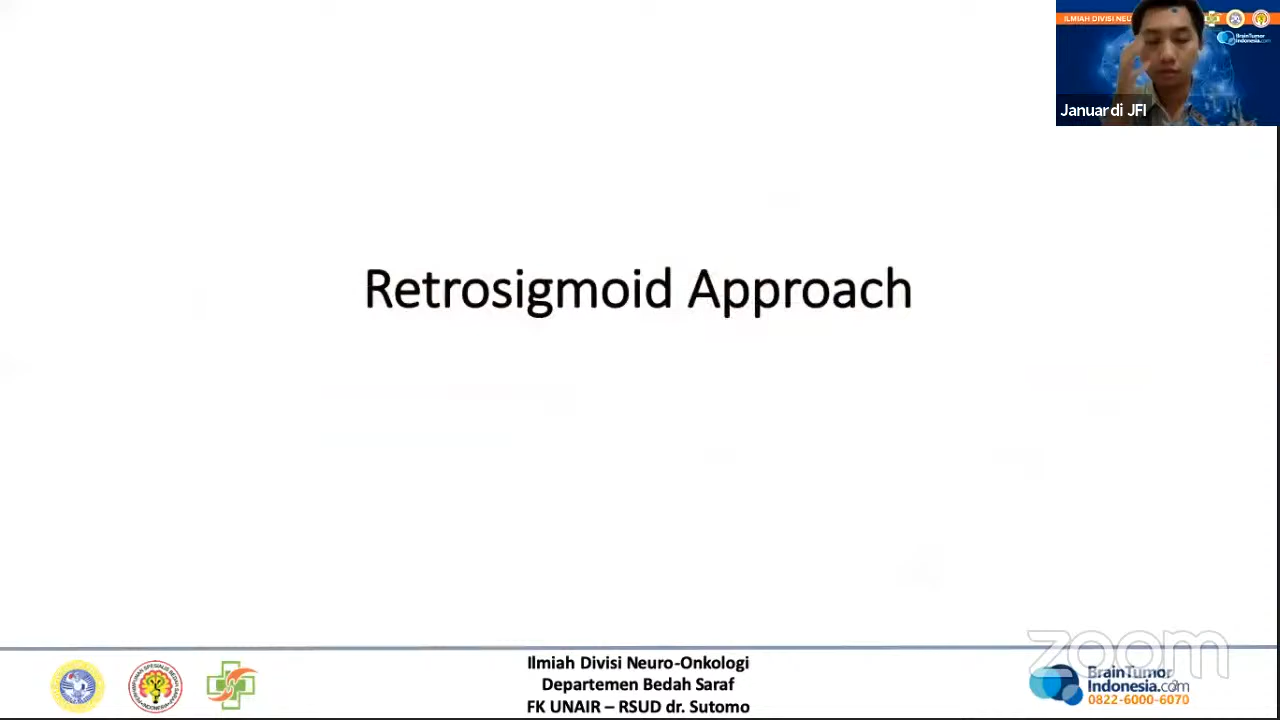 ILMIAH DIVISI NEU
BrainTumor
Indonesia.com
Januardi JFI
Retrosigmoid Approach
Ilmiah Divisi Neuro-Onkologi
Departemen Bedah Saraf
FK UNAIR – RSUD dr. Sutomo
zoom
BrainTumor
Indonesia.com
0822-6000-6070